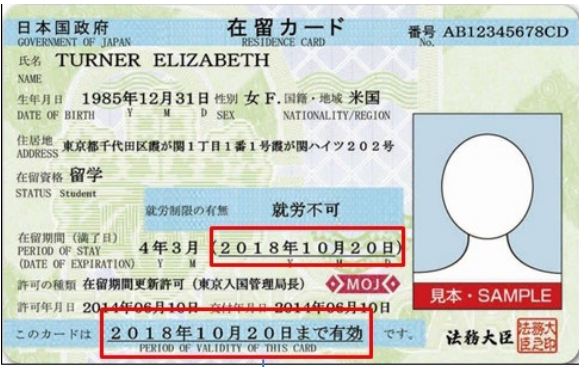 日本国政府 在留カード 番号 AB12345678CD
GOVERNMENT OF JAPAN RESIDENCE CARD No.
氏名 TURNER ELIZABETH
NAME
生年月日 1985年12月31日 性別 女 F. 国籍・地域 米国
DATE OF BIRTH Y M D SEX NATIONALITY/REGION
住居地 東京都千代田区霞が関1丁目1番1号霞が関ハイツ202号
ADDRESS
在留資格 留学
STATUS Student
就労制限の有無 就労不可
在留期間(満了日) 4年3月 (2018年10月20日)
PERIOD OF STAY
(DATE OF EXPIRATION) Y M Y M D
許可の種類 在留期間更新許可(東京入国管理局長) MOJ
許可年月日 2014年06月10日 交付年月日 2014年06月10日
このカードは 2018年10月20日まで有効 です。
PERIOD OF VALIDITY OF THIS CARD
見本・SAMPLE
法務大臣